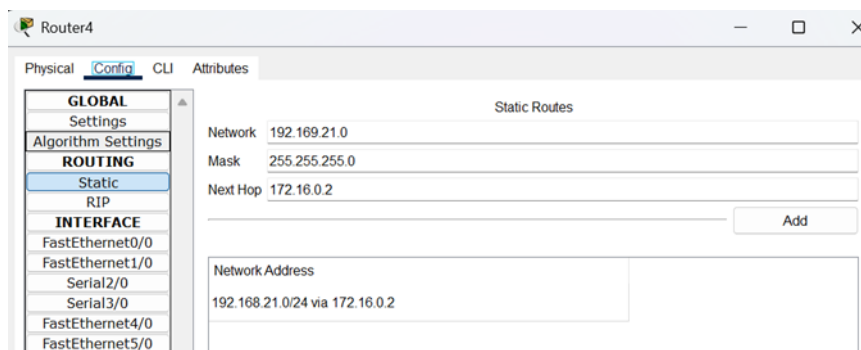 Router4
Physical Config CLI Attributes
GLOBAL
Settings
Algorithm Settings
ROUTING
Static
RIP
INTERFACE
FastEthernet0/0
FastEthernet1/0
Serial2/0
Serial3/0
FastEthernet4/0
FastEthernet5/0
Static Routes
Network 192.169.21.0
Mask 255.255.255.0
Next Hop 172.16.0.2
Add
Network Address
192.168.21.0/24 via 172.16.0.2